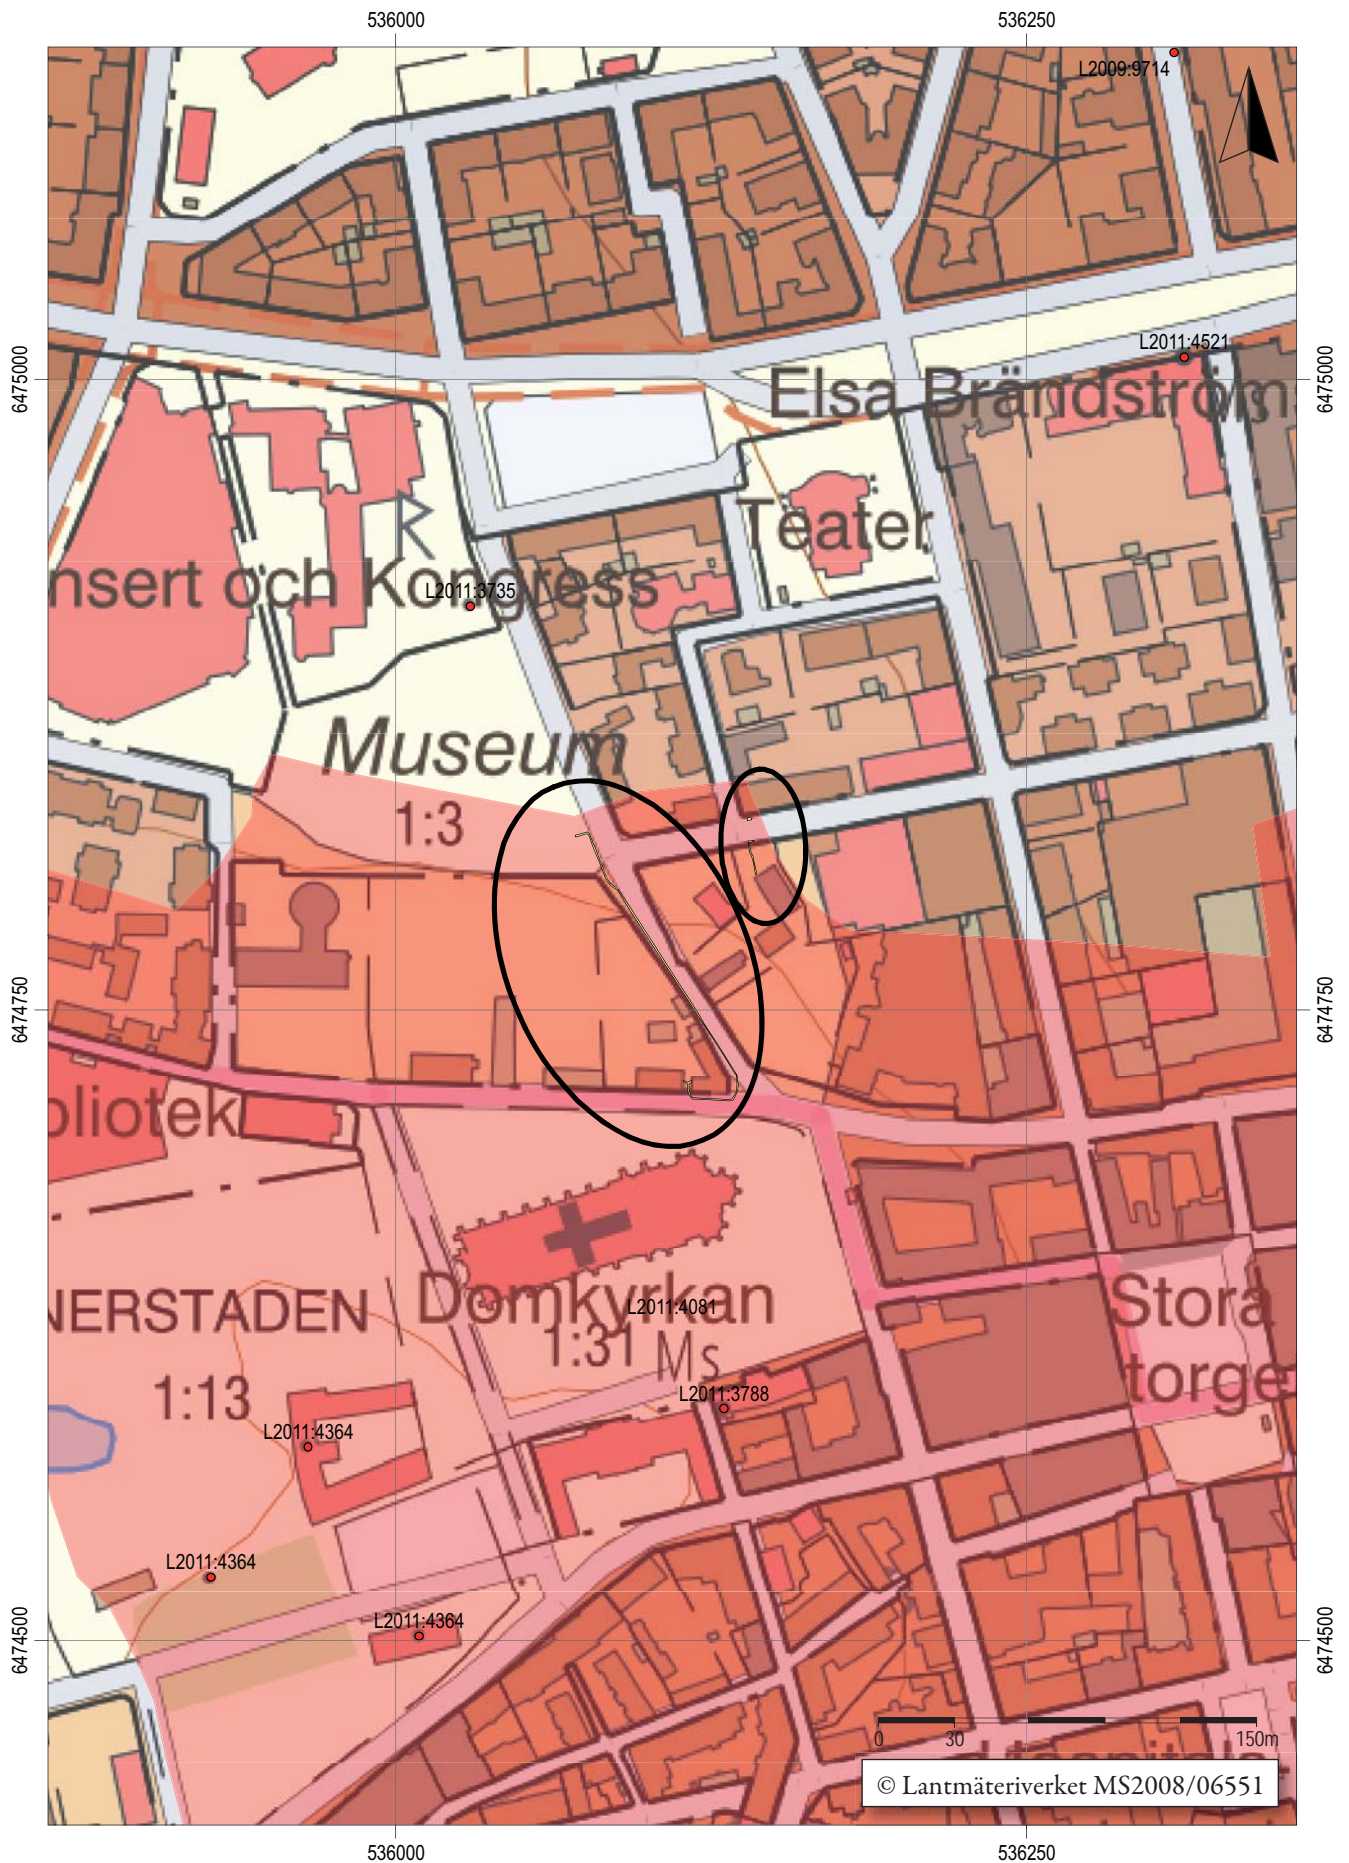 536000
536250
L2009:9714
6475000
6475000
L2011:4521
Elsa Brändströms
Teater
R
nsert och Kongress
L2011:3735
Museum
1:3
6474750
6474750
bliotek
NERSTADEN
Domkyrkan
L2011:4081
Stora
1:31 Ms
torge
1:13
L2011:3788
L2011:4364
L2011:4364
L2011:4364
6474500
6474500
0 30 150m
© Lantmäteriverket MS2008/06551
536000
536250